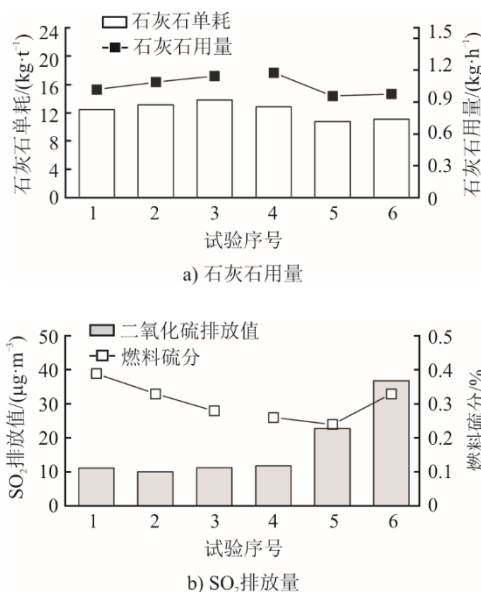 石灰石单耗
石灰石用量
石灰石单耗/(kg·t⁻¹)
24
20
16
12
8
4
0
石灰石用量/(kg·h⁻¹)
1.5
1.2
0.9
0.6
0.3
0
1 2 3 4 5 6
试验序号
a) 石灰石用量
二氧化硫排放值
燃料硫分
SO₂排放值/(μg·m⁻³)
50
40
30
20
10
0
燃料硫分/%
0.5
0.4
0.3
0.2
0.1
0
1 2 3 4 5 6
试验序号
b) SO₂排放量